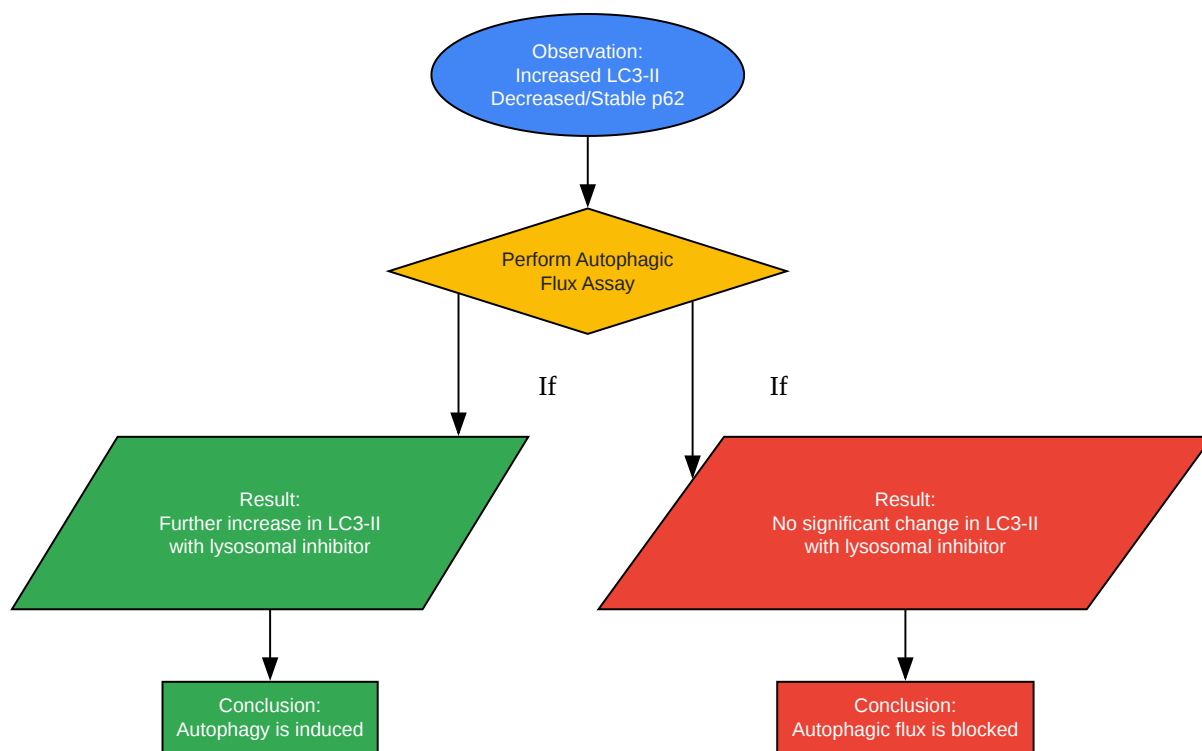 Observation:
Increased LC3-II
Decreased/Stable p62
Perform Autophagic
Flux Assay
If
If
Result:
Further increase in LC3-II
with lysosomal inhibitor
Result:
No significant change in LC3-II
with lysosomal inhibitor
Conclusion:
Autophagy is induced
Conclusion:
Autophagic flux is blocked